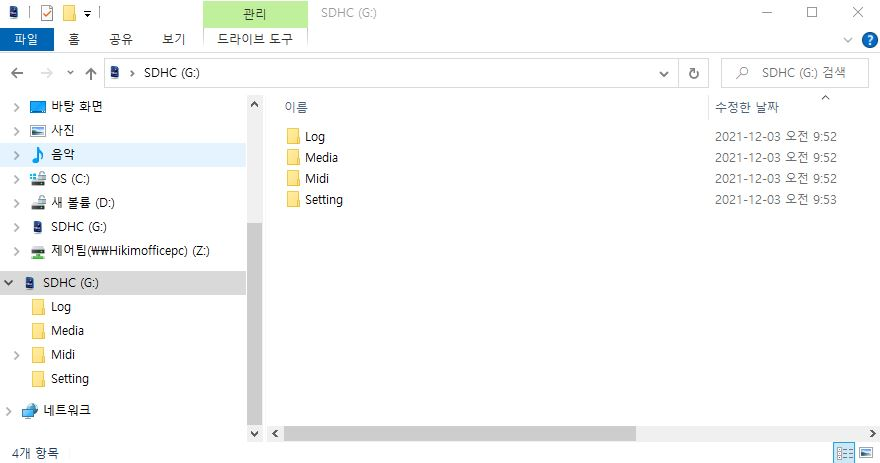 관리
SDHC (G:)
파일
홈
공유
보기
드라이브 도구
SDHC (G:)
SDHC (G:) 검색
바탕 화면
사진
음악
OS (C:)
새 볼륨 (D:)
SDHC (G:)
제어팀(₩₩Hikimofficepc) (Z:)
SDHC (G:)
Log
Media
Midi
Setting
네트워크
이름 수정한 날짜
Log 2021-12-03 오전 9:52
Media 2021-12-03 오전 9:52
Midi 2021-12-03 오전 9:52
Setting 2021-12-03 오전 9:53
4개 항목